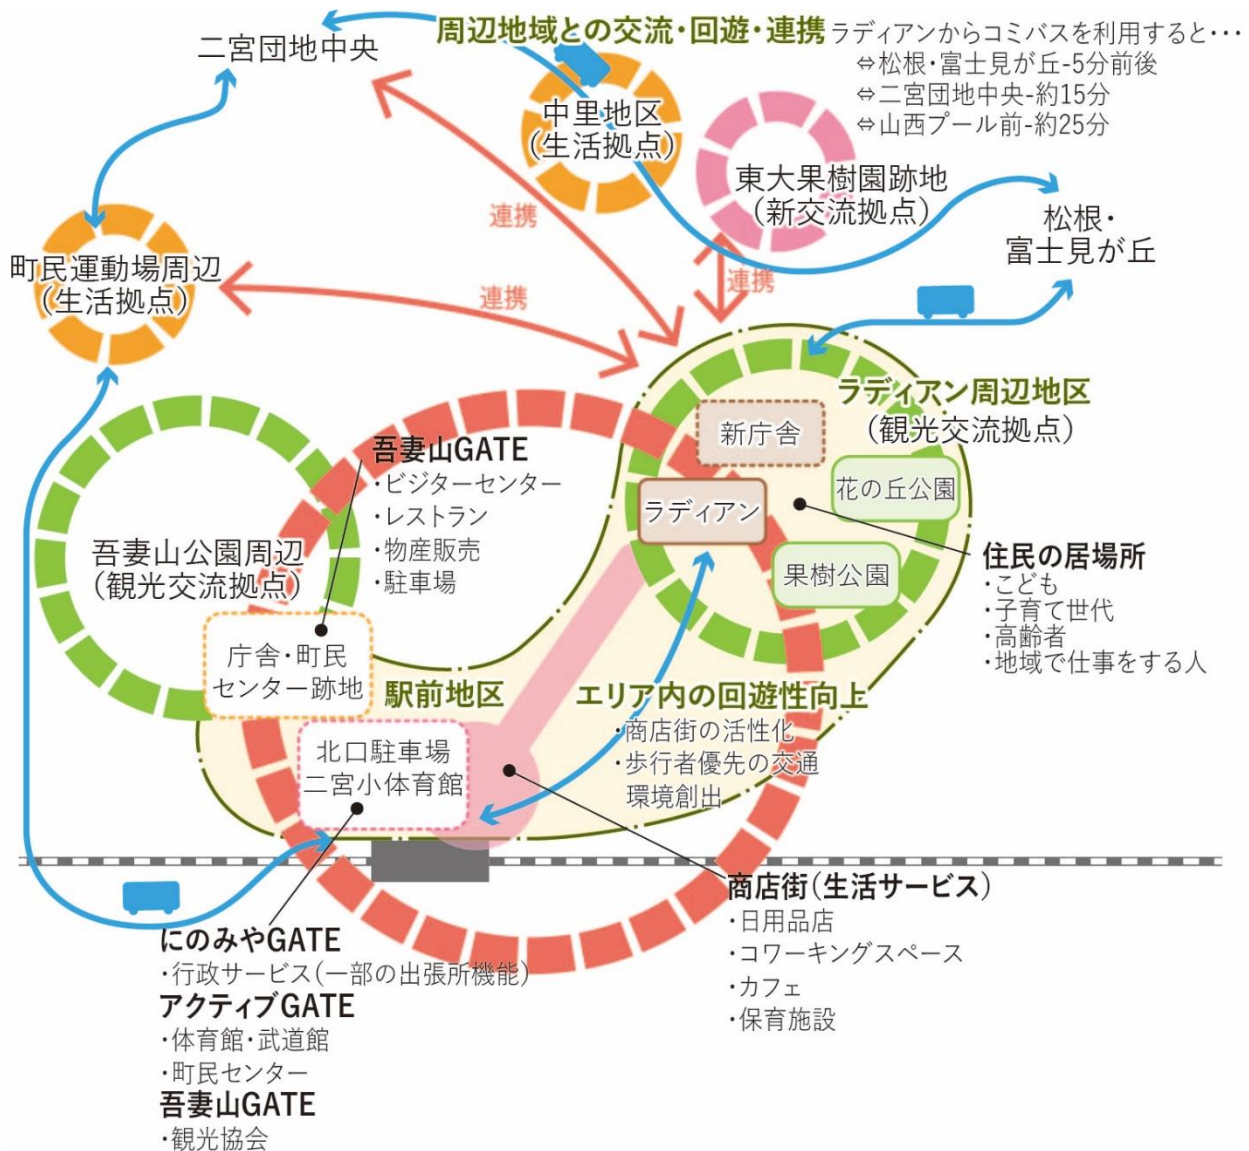 周辺地域との交流・回遊・連携
ラディアンからコミバスを利用すると・・・
⇔松根・富士見が丘-5分前後
⇔二宮団地中央-約15分
⇔山西プール前-約25分
二宮団地中央
中里地区
(生活拠点)
東大果樹園跡地
(新交流拠点)
連携
松根・
富士見が丘
町民運動場周辺
(生活拠点)
連携
連携
ラディアン周辺地区
(観光交流拠点)
新庁舎
花の丘公園
ラディアン
果樹公園
住民の居場所
・こども
・子育て世代
・高齢者
・地域で仕事をする人
吾妻山GATE
・ビジターセンター
・レストラン
・物産販売
・駐車場
吾妻山公園周辺
(観光交流拠点)
庁舎・町民
センター跡地
駅前地区
エリア内の回遊性向上
・商店街の活性化
・歩行者優先の交通
環境創出
北口駐車場
二宮小体育館
商店街(生活サービス)
・日用品店
・コワーキングスペース
・カフェ
・保育施設
にのみやGATE
・行政サービス(一部の出張所機能)
アクティブGATE
・体育館・武道館
・町民センター
吾妻山GATE
・観光協会